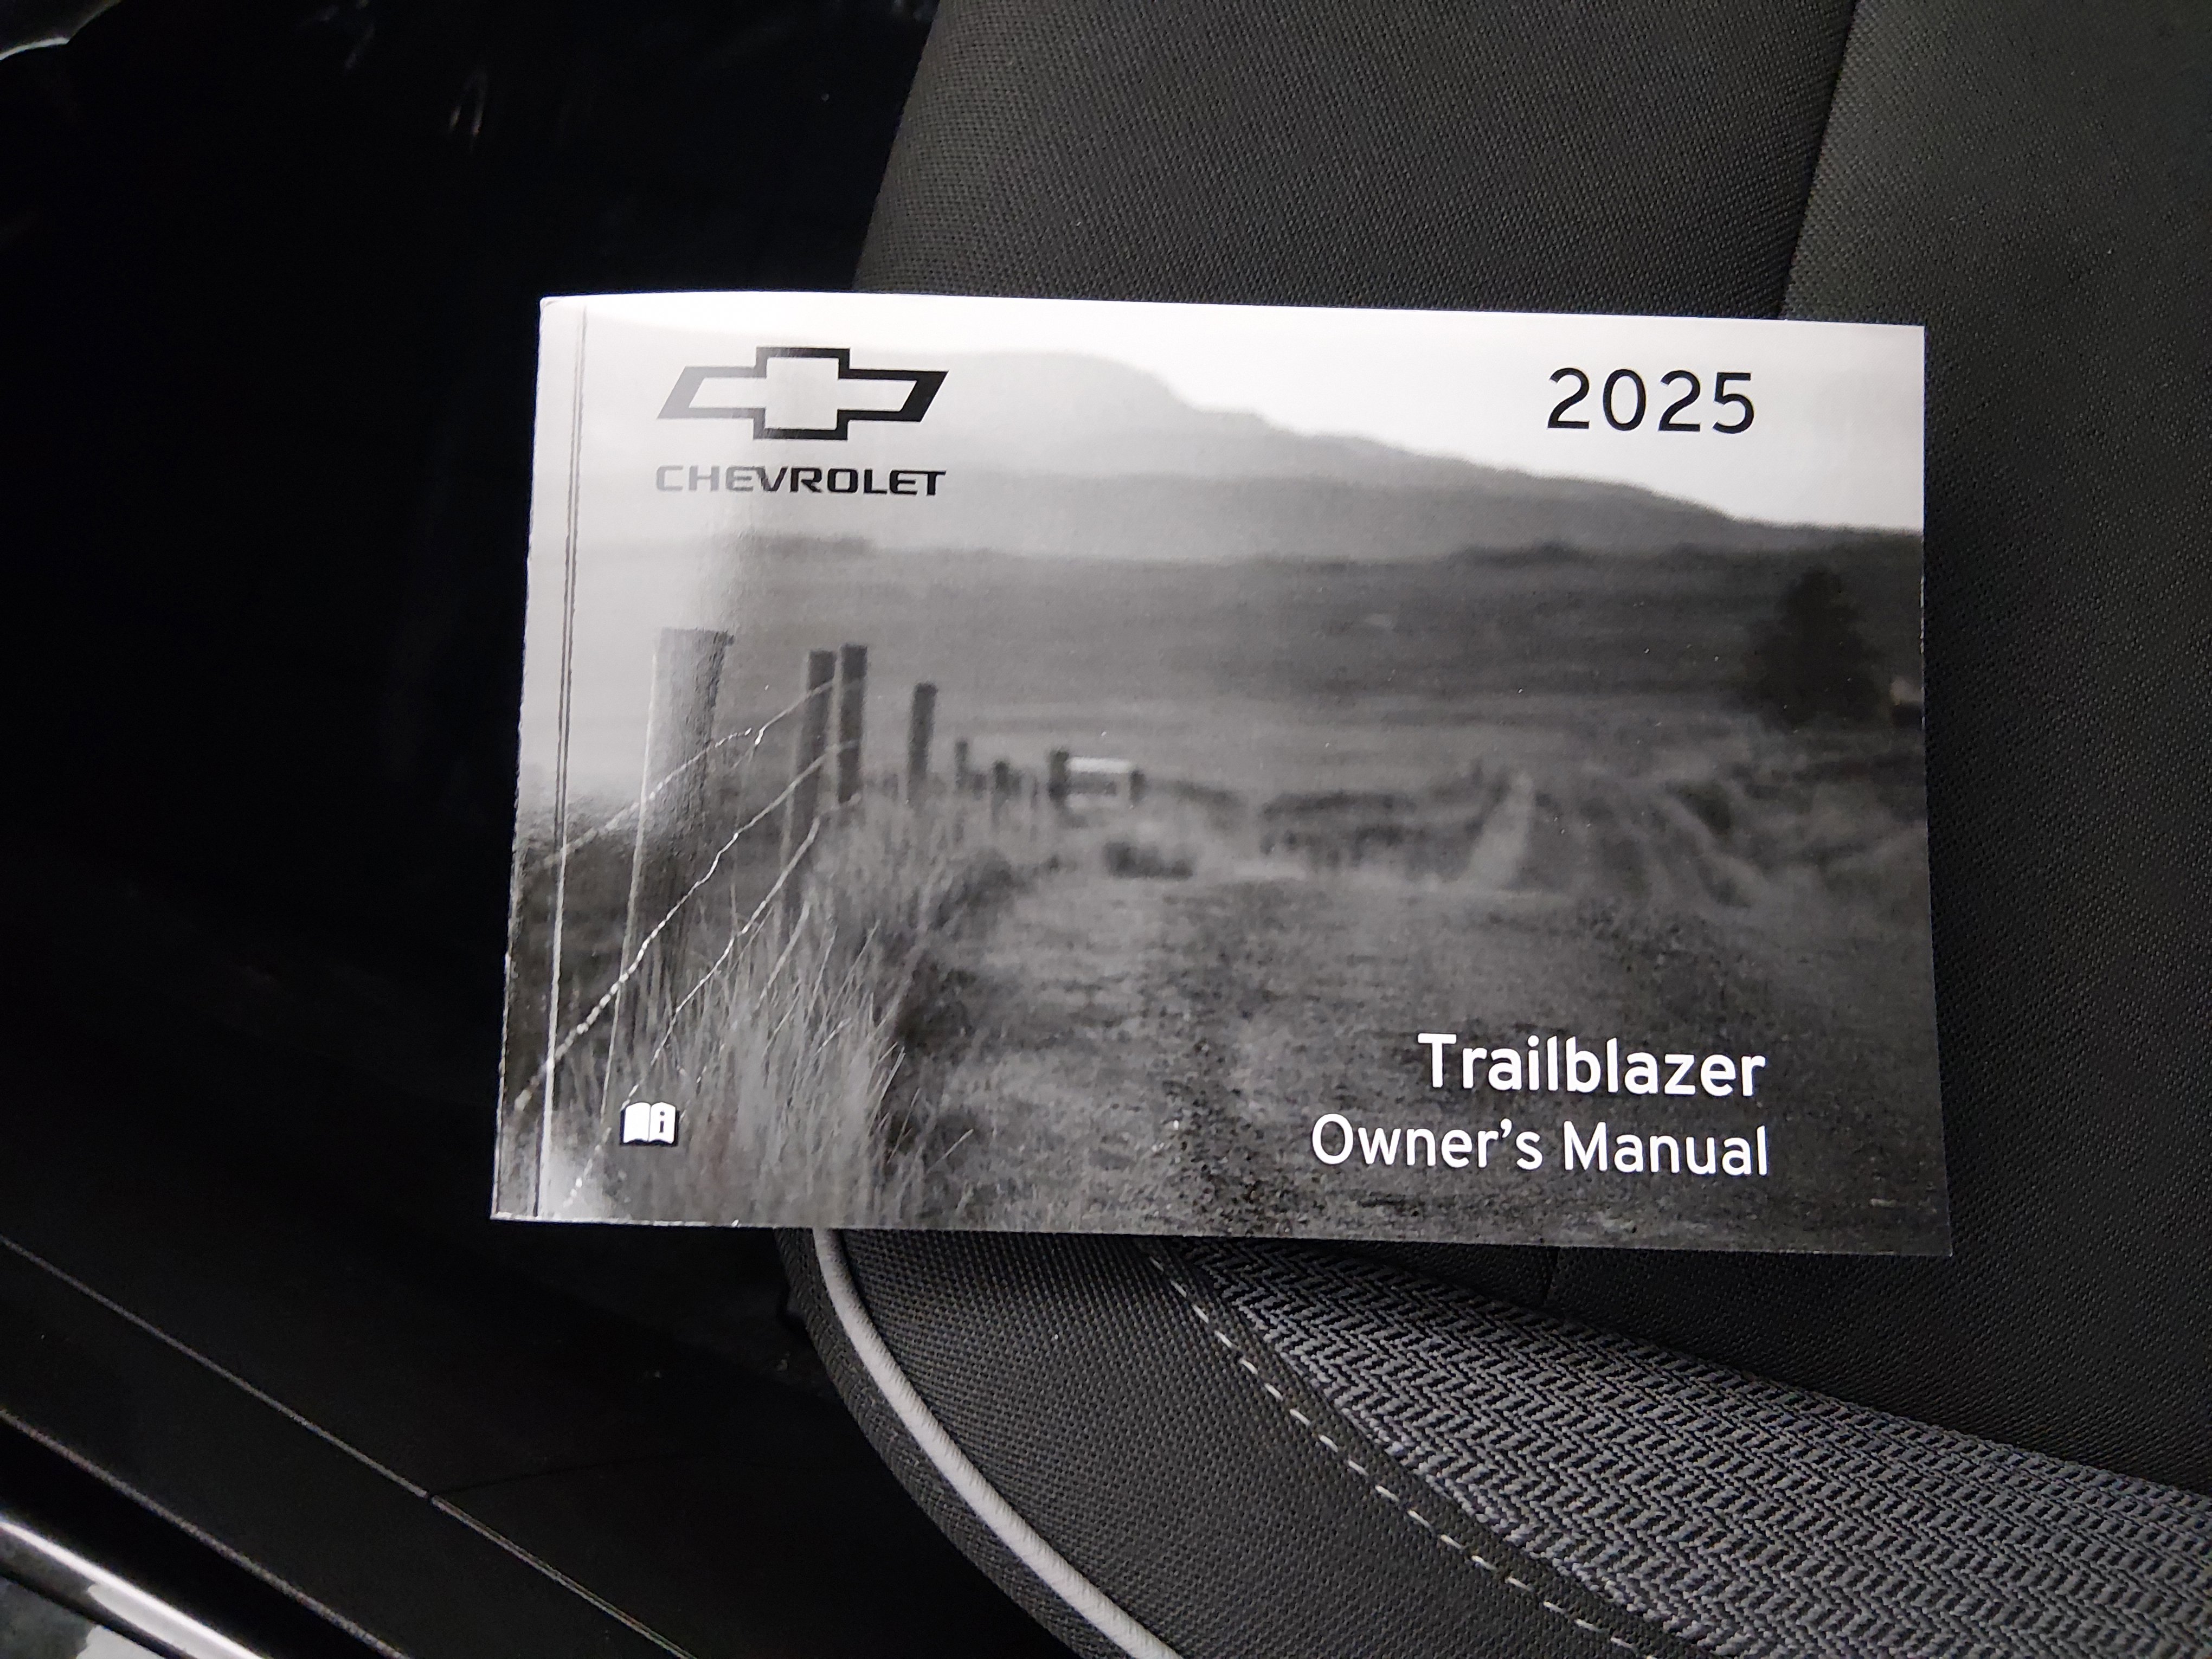 CHEVROLET
2025
Trailblazer
Owner's Manual